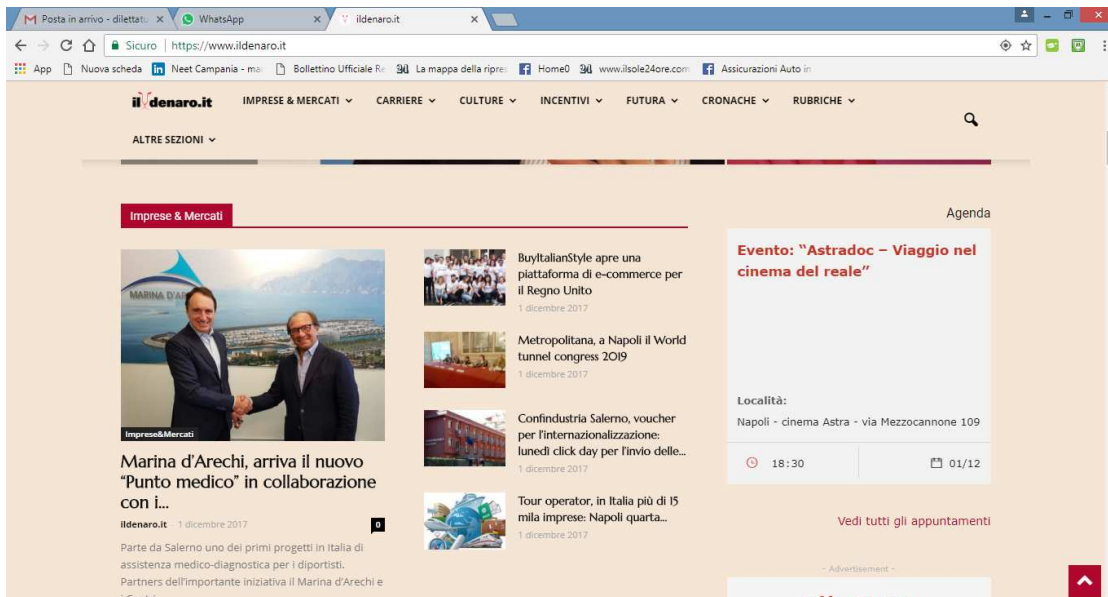 Posta in arrivo - dilettatu
WhatsApp
ildenaro.it
Sicuro
https://www.ildenaro.it
App
Nuova scheda
Neet Campania - ma
Bollettino Ufficiale Re
La mappa della ripres
Home0
www.ilsole24ore.com
Assicurazioni Auto in
il denaro.it
IMPRESE & MERCATI
CARRIERE
CULTURE
INCENTIVI
FUTURA
CRONACHE
RUBRICHE
ALTRE SEZIONI
Imprese & Mercati
MARINA D'AR
Imprese&Mercati
Marina d'Arechi, arriva il nuovo
“Punto medico” in collaborazione
con i...
ildenaro.it - 1 dicembre 2017
0
Parte da Salerno uno dei primi progetti in Italia di
assistenza medico-diagnostica per i diportisti.
Partners dell'importante iniziativa il Marina d'Arechi e
BuyItalianStyle apre una
piattaforma di e-commerce per
il Regno Unito
1 dicembre 2017
Metropolitana, a Napoli il World
tunnel congress 2019
1 dicembre 2017
Confindustria Salerno, voucher
per l'internazionalizzazione:
lunedì click day per l'invio delle...
1 dicembre 2017
Tour operator, in Italia più di 15
mila imprese: Napoli quarta...
1 dicembre 2017
Agenda
Evento: “Astradoc – Viaggio nel
cinema del reale”
Località:
Napoli - cinema Astra - via Mezzocannone 109
18:30
01/12
Vedi tutti gli appuntamenti
- Advertisement -